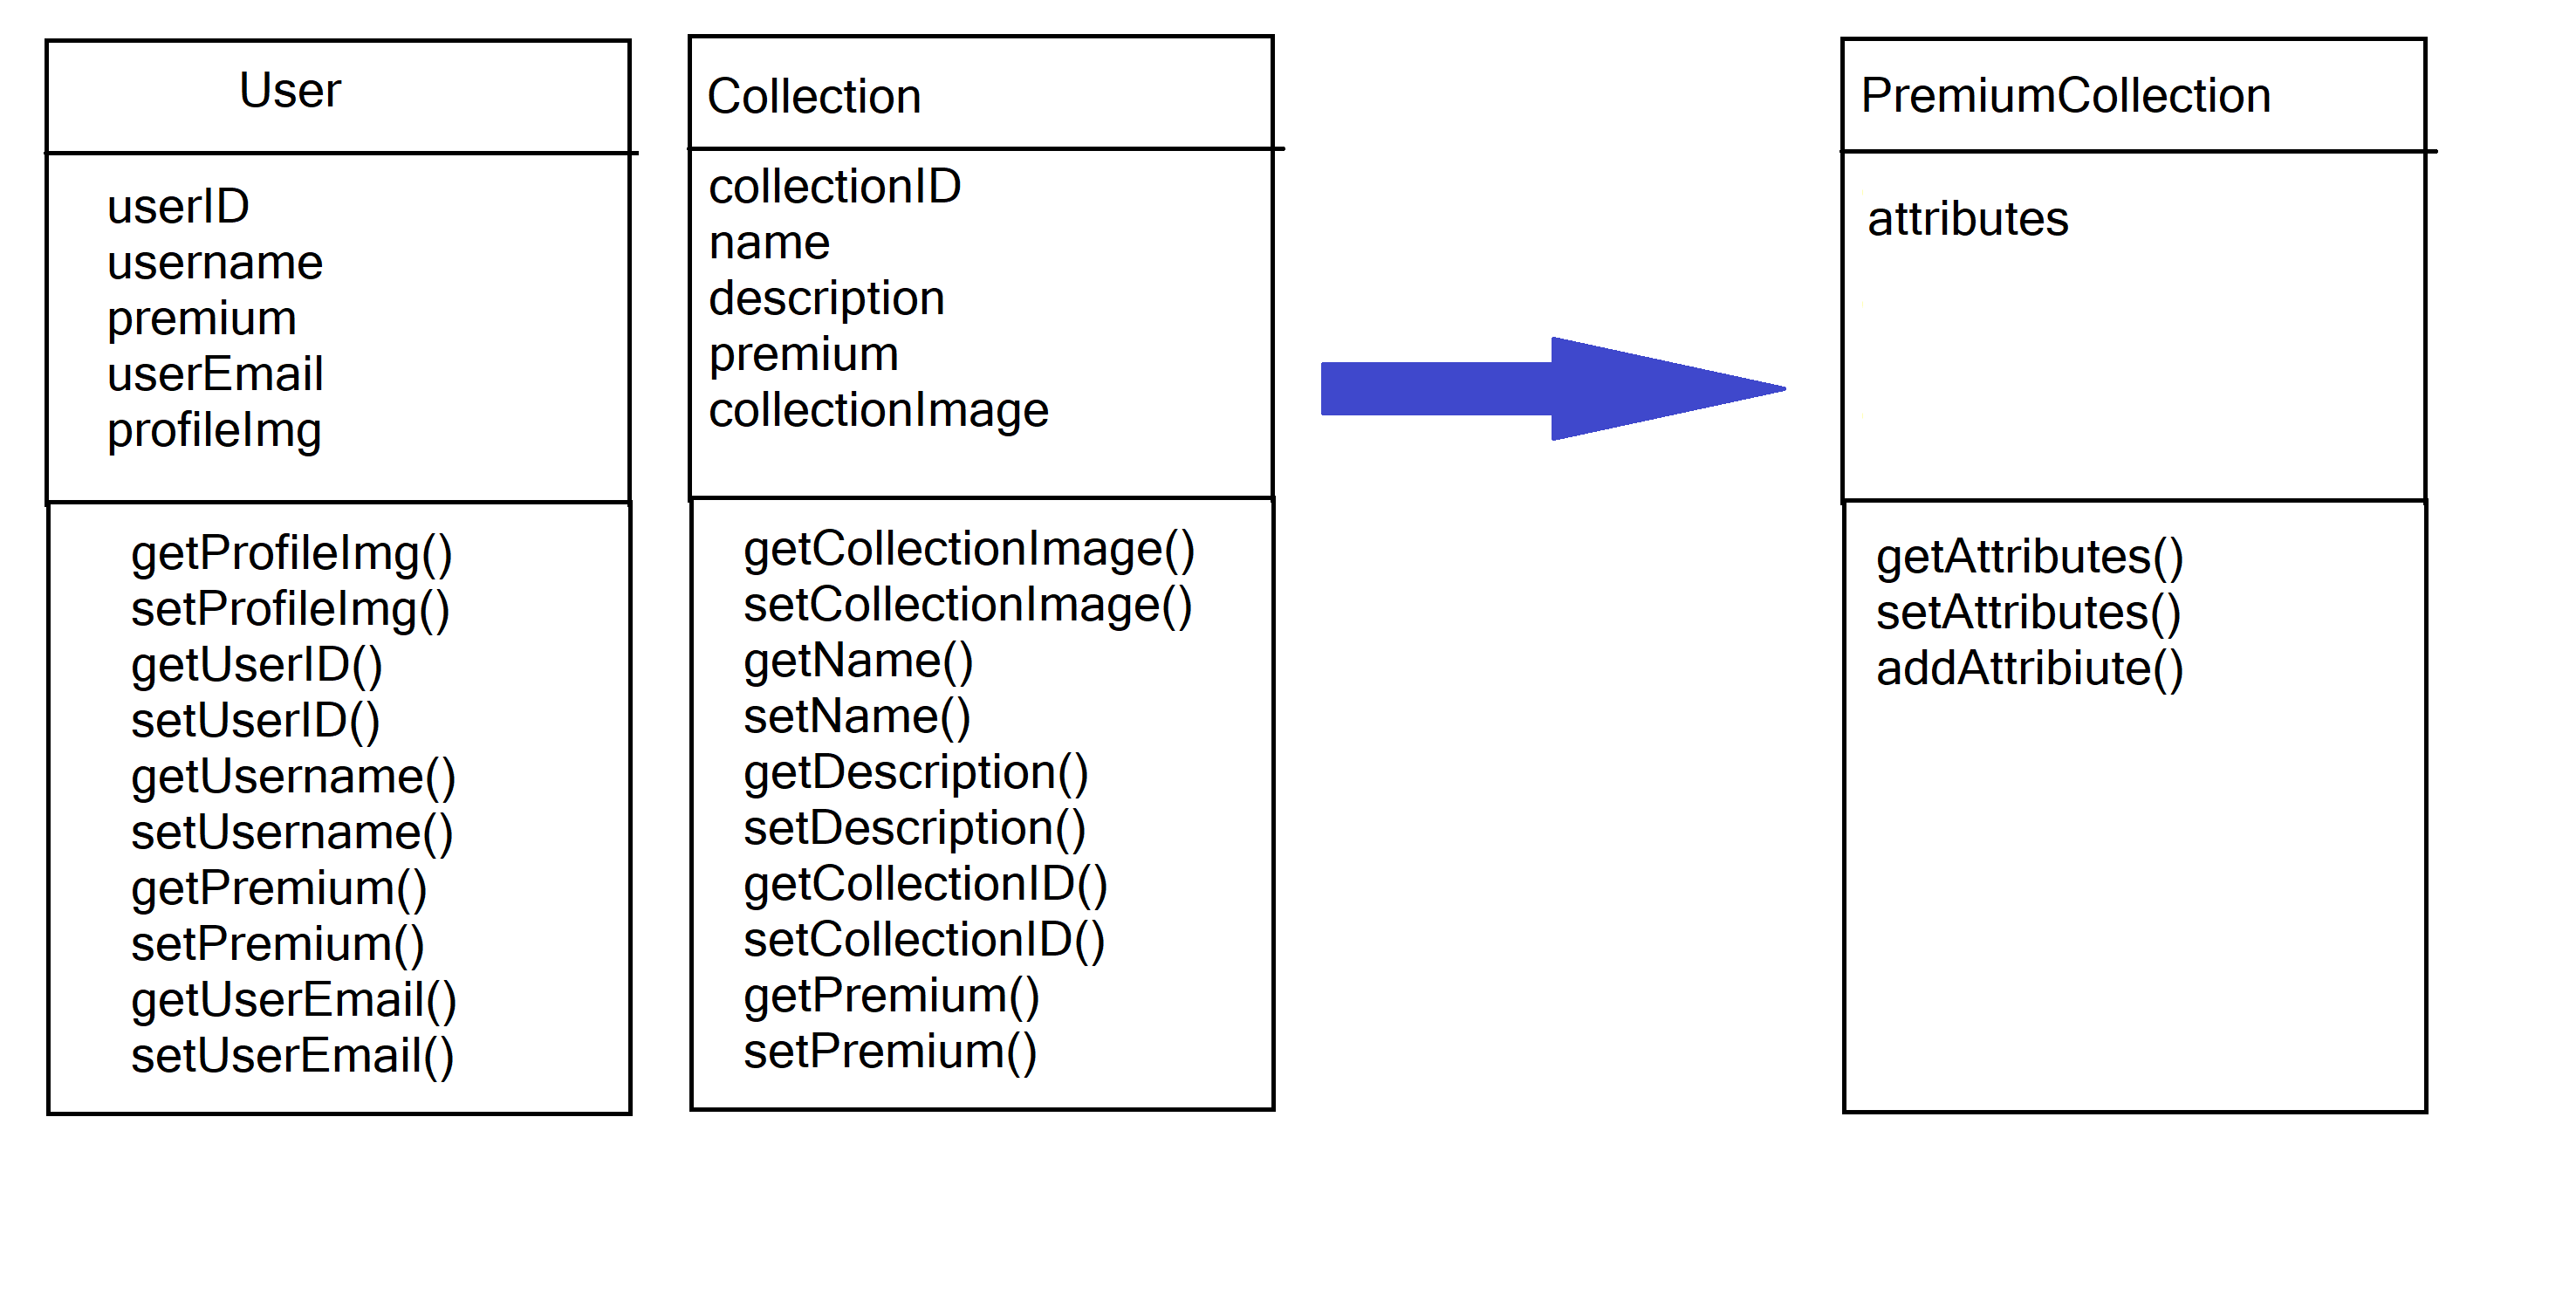 User
userID
username
premium
userEmail
profileImg
getProfileImg()
setProfileImg()
getUserID()
setUserID()
getUsername()
setUsername()
getPremium()
setPremium()
getUserEmail()
setUserEmail()
Collection
collectionID
name
description
premium
collectionImage
getCollectionImage()
setCollectionImage()
getName()
setName()
getDescription()
setDescription()
getCollectionID()
setCollectionID()
getPremium()
setPremium()
PremiumCollection
attributes
getAttributes()
setAttributes()
addAttribiute()